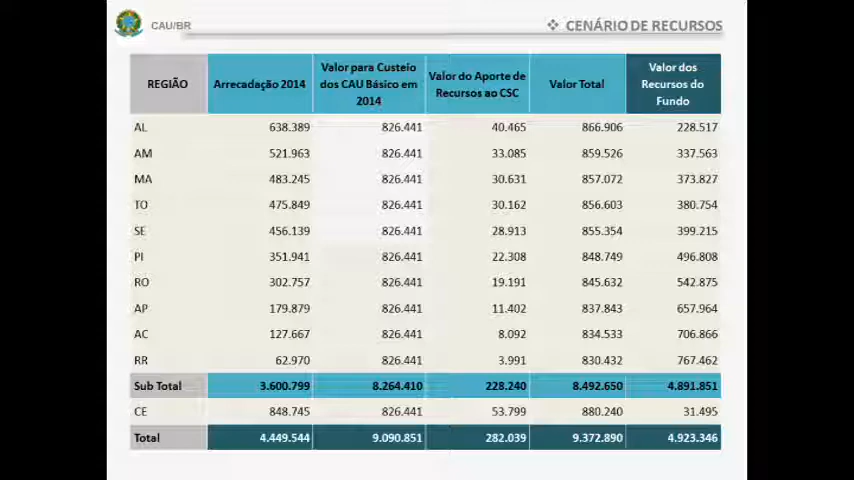 CAU/BR
❖ CENÁRIO DE RECURSOS
REGIÃO Arrecadação 2014 Valor para Custeio dos CAU Básico em 2014 Valor do Aporte de Recursos ao CSC Valor Total Valor dos Recursos do Fundo
AL 638.389 826.441 40.465 866.906 228.517
AM 521.963 826.441 33.085 859.526 337.563
MA 483.245 826.441 30.631 857.072 373.827
TO 475.849 826.441 30.162 856.603 380.754
SE 456.139 826.441 28.913 855.354 399.215
PI 351.941 826.441 22.308 848.749 496.808
RO 302.757 826.441 19.191 845.632 542.875
AP 179.879 826.441 11.402 837.843 657.964
AC 127.667 826.441 8.092 834.533 706.866
RR 62.970 826.441 3.991 830.432 767.462
Sub Total 3.600.799 8.264.410 228.240 8.492.650 4.891.851
CE 848.745 826.441 53.799 880.240 31.495
Total 4.449.544 9.090.851 282.039 9.372.890 4.923.346